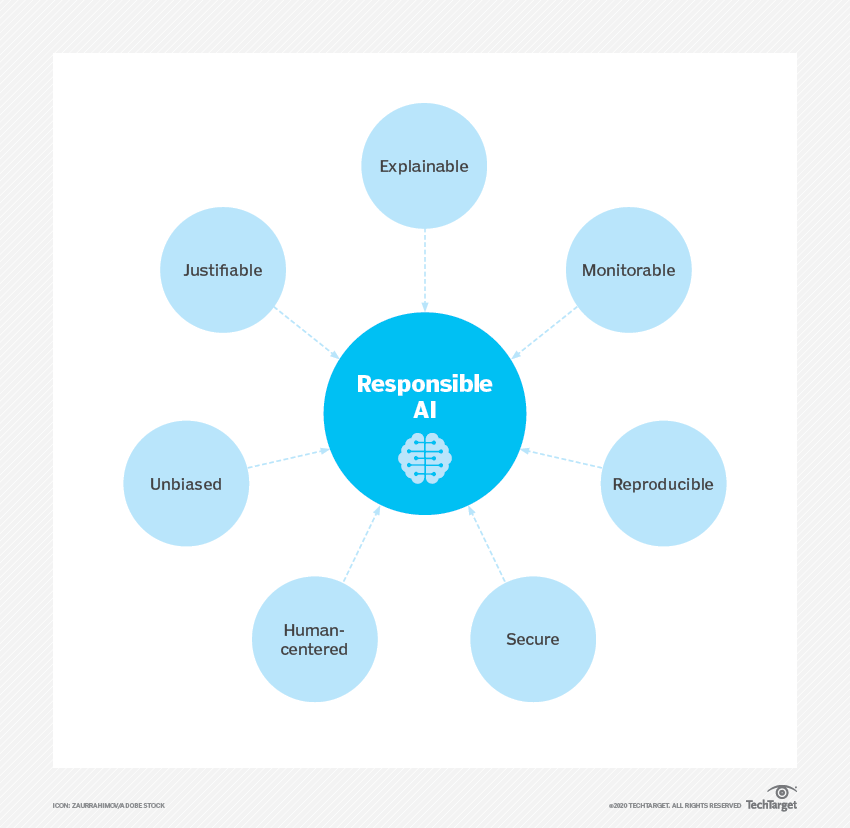 Explainable
Justifiable
Monitorable
Responsible
AI
Unbiased
Reproducible
Human-
centered
Secure
ICON: ZAURRAHIMOV/ADOBE STOCK
©2020 TECHTARGET. ALL RIGHTS RESERVED
TechTarget